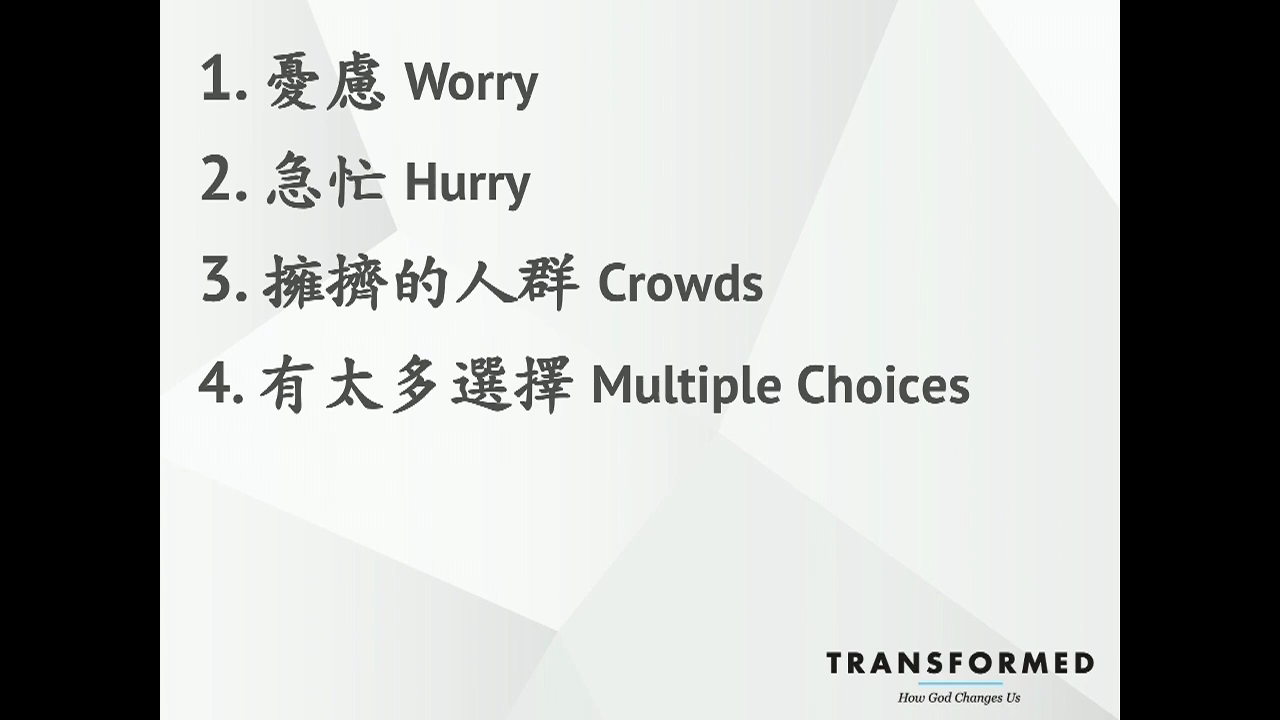 1. 憂慮 Worry
2. 急忙 Hurry
3. 擁擠的人群 Crowds
4. 有太多選擇 Multiple Choices
TRANSFORMED
How God Changes Us